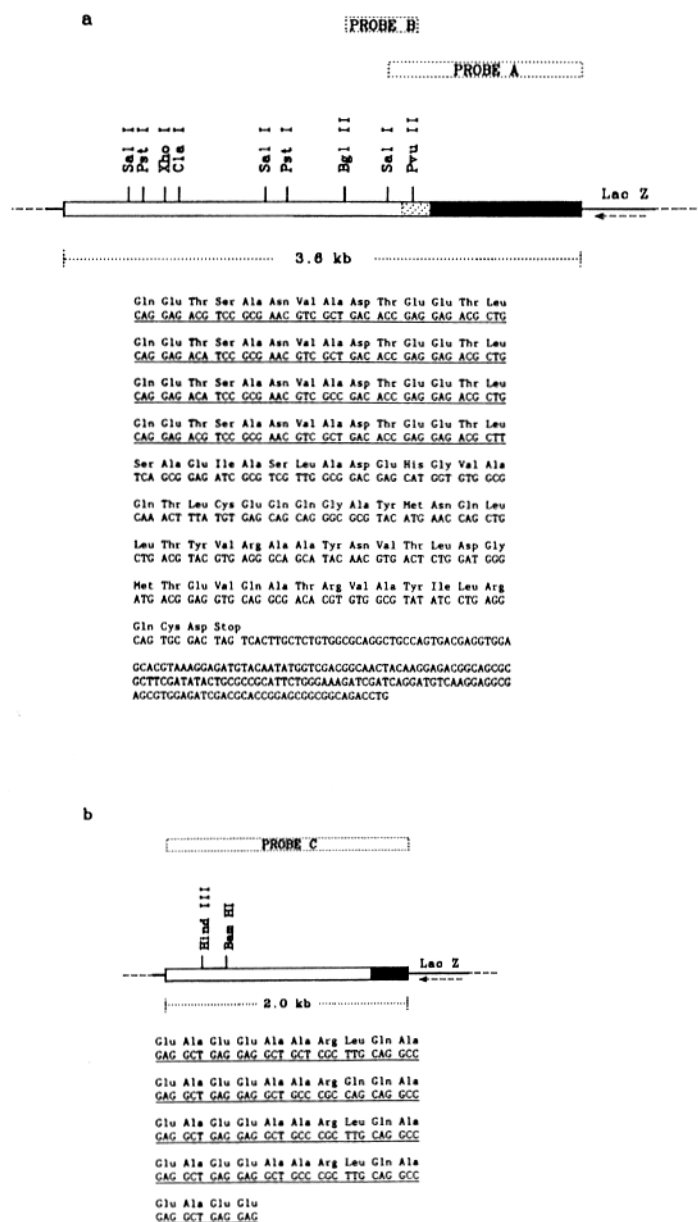 a
PROBE B
PROBE A
Sal I
Pst I
Xho I
Cla I
Sal I
Pst I
Bgl II
Sal I
Pvu II
Lac Z
3.6 kb
Gln Glu Thr Ser Ala Asn Val Ala Asp Thr Glu Glu Thr Leu
CAG GAG ACG TCC GCG AAC GTC GCT GAC ACC GAG GAG ACG CTG
Gln Glu Thr Ser Ala Asn Val Ala Asp Thr Glu Glu Thr Leu
CAG GAG ACA TCC GCG AAC GTC GCT GAC ACC GAG GAG ACG CTG
Gln Glu Thr Ser Ala Asn Val Ala Asp Thr Glu Glu Thr Leu
CAG GAG ACA TCC GCG AAC GTC GCC GAC ACC GAG GAG ACG CTG
Gln Glu Thr Ser Ala Asn Val Ala Asp Thr Glu Glu Thr Leu
CAG GAG ACG TCC GCG AAC GTC GCT GAC ACC GAG GAG ACG CTT
Ser Ala Glu Ile Ala Ser Leu Ala Asp Glu His Gly Val Ala
TCA GCG GAG ATC GCG TCG TTG GCG GAC GAG CAT GGT GTG GCG
Gln Thr Leu Cys Glu Gln Gln Gly Ala Tyr Met Asn Gln Leu
CAA ACT TTA TGT GAG CAG CAG GGC GCG TAC ATG AAC CAG CTG
Leu Thr Tyr Val Arg Ala Ala Tyr Asn Val Thr Leu Asp Gly
CTG ACG TAC GTG AGG GCA GCA TAC AAC GTG ACT CTG GAT GGG
Met Thr Glu Val Gln Ala Thr Arg Val Ala Tyr Ile Leu Arg
ATG ACG GAG GTG CAG GCG ACA CGT GTG GCG TAT ATC CTG AGG
Gln Cys Asp Stop
CAG TGC GAC TAG TCACTTGCTCTGTGGCGCAGGCTGCCAGTGACGAGGTGGA
GCACGTAAAGGAGATGTACAATATGGTCGACGGCAACTACAAGGAGACGGCAGCGC
GCTTCGATATACTGCGCCGCATTCTGGGAAAGATCGATCAGGATGTCAAGGAGGCG
AGCGTGGAGATCGACGCACCGGAGCGGCGGCAGACCTG
b
PROBE C
Hind III
Bam HI
Lac Z
2.0 kb
Glu Ala Glu Glu Ala Ala Arg Leu Gln Ala
GAG GCT GAG GAG GCT GCT CGC TTG CAG GCC
Glu Ala Glu Glu Ala Ala Arg Gln Gln Ala
GAG GCT GAG GAG GCT GCC CGC CAG CAG GCC
Glu Ala Glu Glu Ala Ala Arg Leu Gln Ala
GAG GCT GAG GAG GCT GCC CGC TTG CAG GCC
Glu Ala Glu Glu Ala Ala Arg Leu Gln Ala
GAG GCT GAG GAG GCT GCC CGC TTG CAG GCC
Glu Ala Glu Glu
GAG GCT GAG GAG